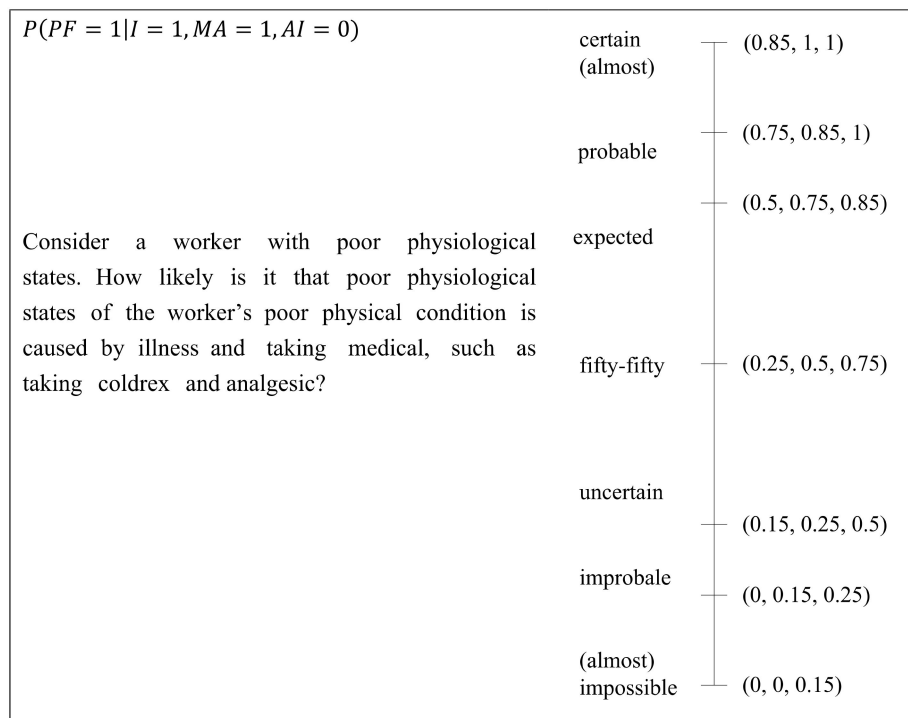 P(PF = 1|I = 1, MA = 1, AI = 0)
Consider a worker with poor physiological
states. How likely is it that poor physiological
states of the worker's poor physical condition is
caused by illness and taking medical, such as
taking coldrex and analgesic?
certain
(almost)
(0.85, 1, 1)
(0.75, 0.85, 1)
probable
(0.5, 0.75, 0.85)
expected
fifty-fifty
(0.25, 0.5, 0.75)
uncertain
(0.15, 0.25, 0.5)
improbale
(0, 0.15, 0.25)
(almost)
impossible
(0, 0, 0.15)